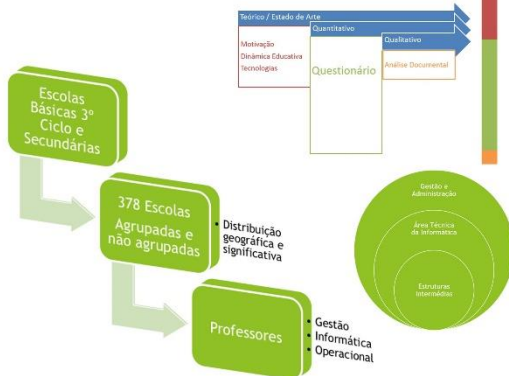 Teórico / Estado de Arte
Quantitativo
Qualitativo
Motivação
Dinâmica Educativa
Tecnologias
Questionário
Análise Documental
Escolas
Básicas 3º
Ciclo e
Secundárias
378 Escolas
Agrupadas e
não agrupadas
• Distribuição
geográfica e
significativa
Professores
• Gestão
• Informática
• Operacional
Gestão e
Administração
Área Técnica
da Informática
Estruturas
Intermédias